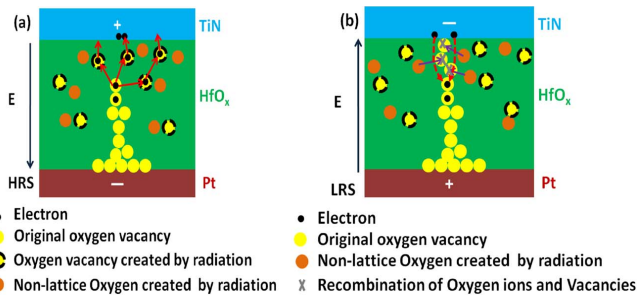 (a)
+
TiN
E
HfOx
HRS
—
Pt
Electron
Original oxygen vacancy
Oxygen vacancy created by radiation
Non-lattice Oxygen created by radiation
(b)
—
TiN
E
HfOx
LRS
+
Pt
Electron
Original oxygen vacancy
Non-lattice Oxygen created by radiation
Recombination of Oxygen ions and Vacancies